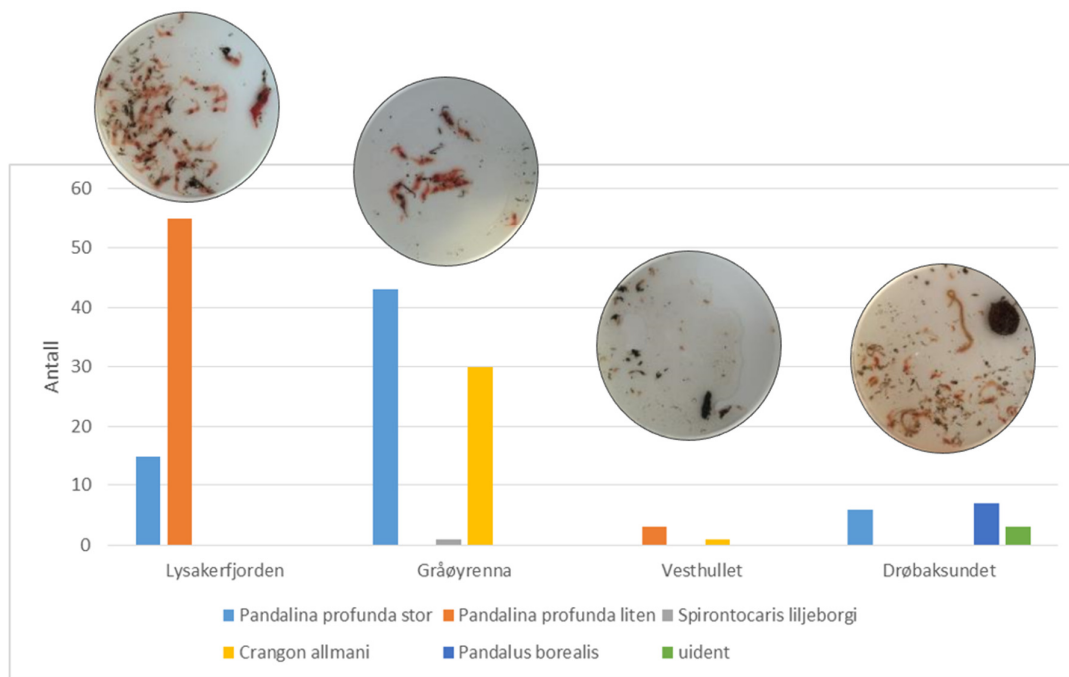 60
50
40
30
20
10
0
Antall
Lysakerfjorden Gråøyrenna Vesthullet Drøbaksundet
Pandalina profunda stor Pandalina profunda liten Spirontocaris liljeborgi
Crangon allmani Pandalus borealis uident